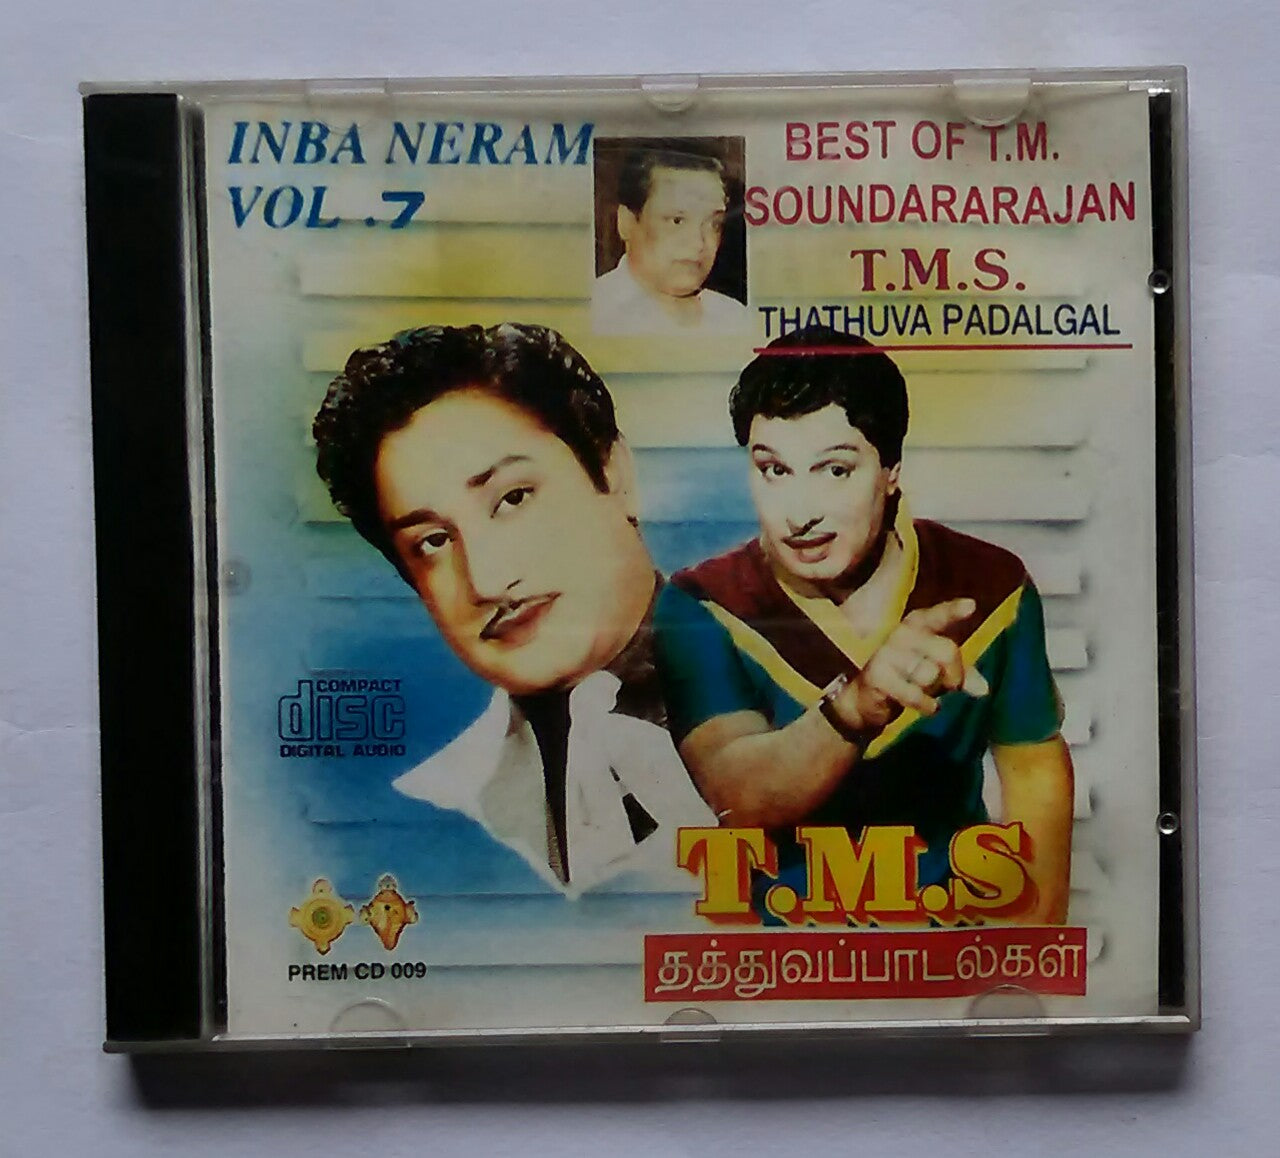 INBA NERAM
VOL .7
BEST OF T.M.
SOUNDARARAJAN
T.M.S.
THATHUVA PADALGAL
COMPACT
disc
DIGITAL AUDIO
PREM CD 009
T.M.S
தத்துவப்பாடல்கள்